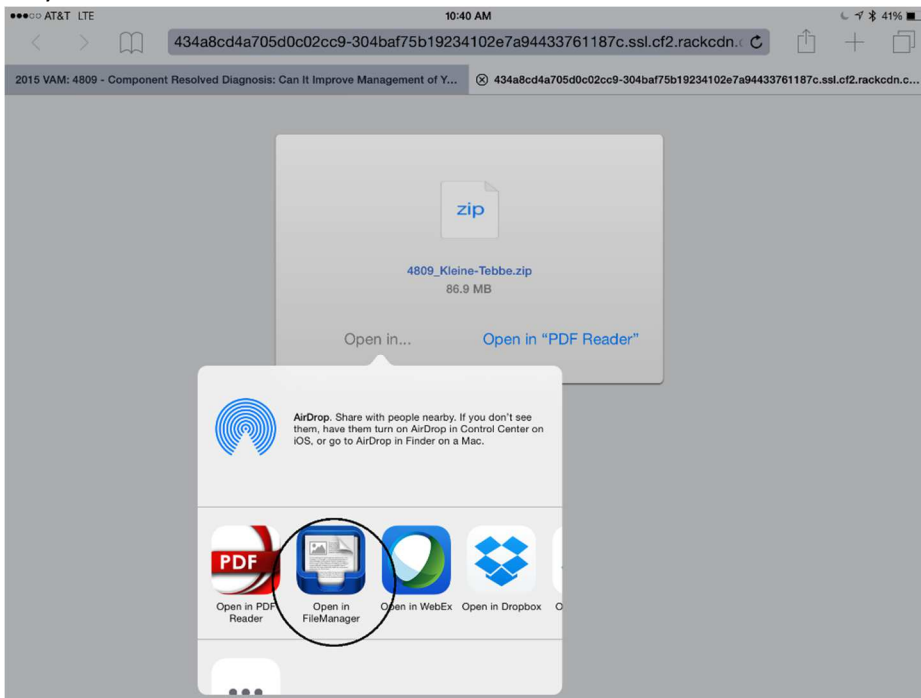 ●●●○○ AT&T LTE
10:40 AM
41%
434a8cd4a705d0c02cc9-304baf75b19234102e7a94433761187c.ssl.cf2.rackcdn.
2015 VAM: 4809 - Component Resolved Diagnosis: Can It Improve Management of Y...
434a8cd4a705d0c02cc9-304baf75b19234102e7a94433761187c.ssl.cf2.rackcdn.c...
zip
4809_Kleine-Tebbe.zip
86.9 MB
Open in...
Open in “PDF Reader”
AirDrop. Share with people nearby. If you don't see
them, have them turn on AirDrop in Control Center on
iOS, or go to AirDrop in Finder on a Mac.
PDF
Open in PDF
Reader
Open in
FileManager
Open in WebEx
Open in Dropbox